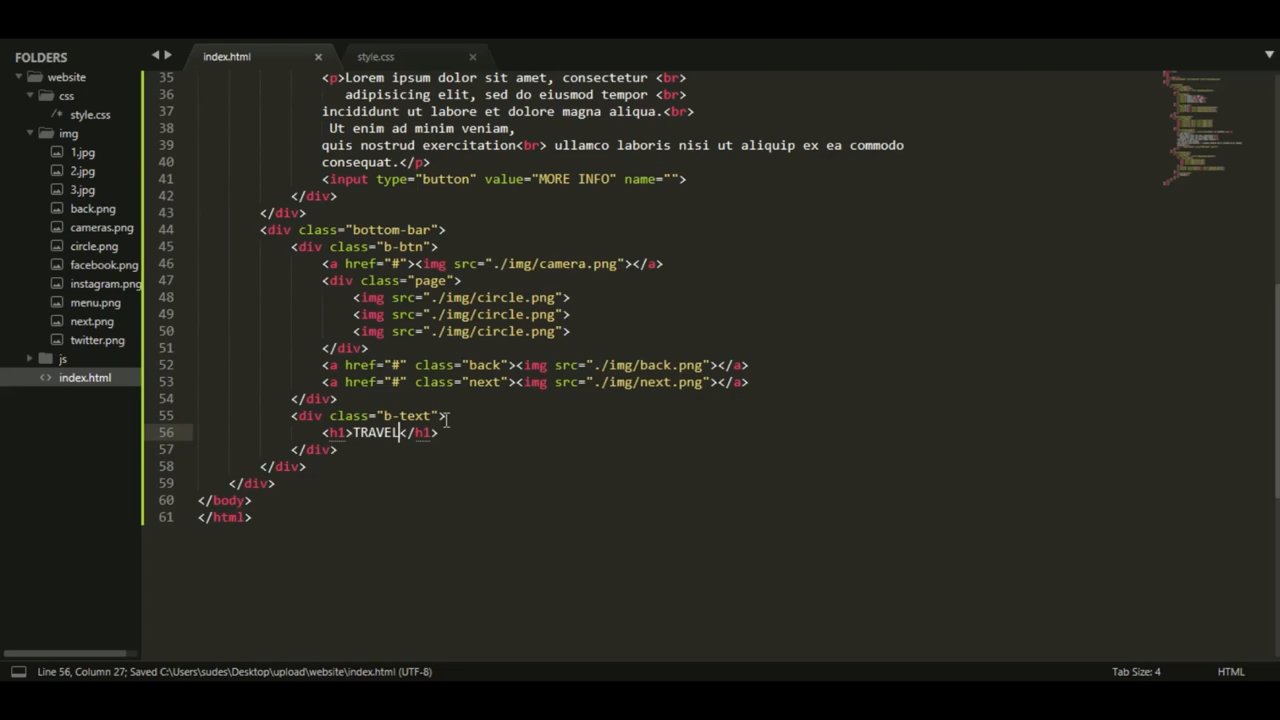 FOLDERS
website
css
/* style.css
img
1.jpg
2.jpg
3.jpg
back.png
cameras.png
circle.png
facebook.png
instagram.png
menu.png
next.png
twitter.png
js
<> index.html
index.html ×
style.css ×
35 <p>Lorem ipsum dolor sit amet, consectetur <br>
36 adipisicing elit, sed do eiusmod tempor <br>
37 incididunt ut labore et dolore magna aliqua.<br>
38 Ut enim ad minim veniam,
39 quis nostrud exercitation<br> ullamco laboris nisi ut aliquip ex ea commodo
40 consequat.</p>
41 <input type="button" value="MORE INFO" name="">
42 </div>
43 </div>
44 <div class="bottom-bar">
45 <div class="b-btn">
46 <a href="#"><img src="./img/camera.png"></a>
47 <div class="page">
48 <img src="./img/circle.png">
49 <img src="./img/circle.png">
50 <img src="./img/circle.png">
51 </div>
52 <a href="#" class="back"><img src="./img/back.png"></a>
53 <a href="#" class="next"><img src="./img/next.png"></a>
54 </div>
55 <div class="b-text">
56 <h1>TRAVEL</h1>
57 </div>
58 </div>
59 </div>
60 </body>
61 </html>
Line 56, Column 27; Saved C:\Users\sudes\Desktop\upload\website\index.html (UTF-8)
Tab Size: 4
HTML